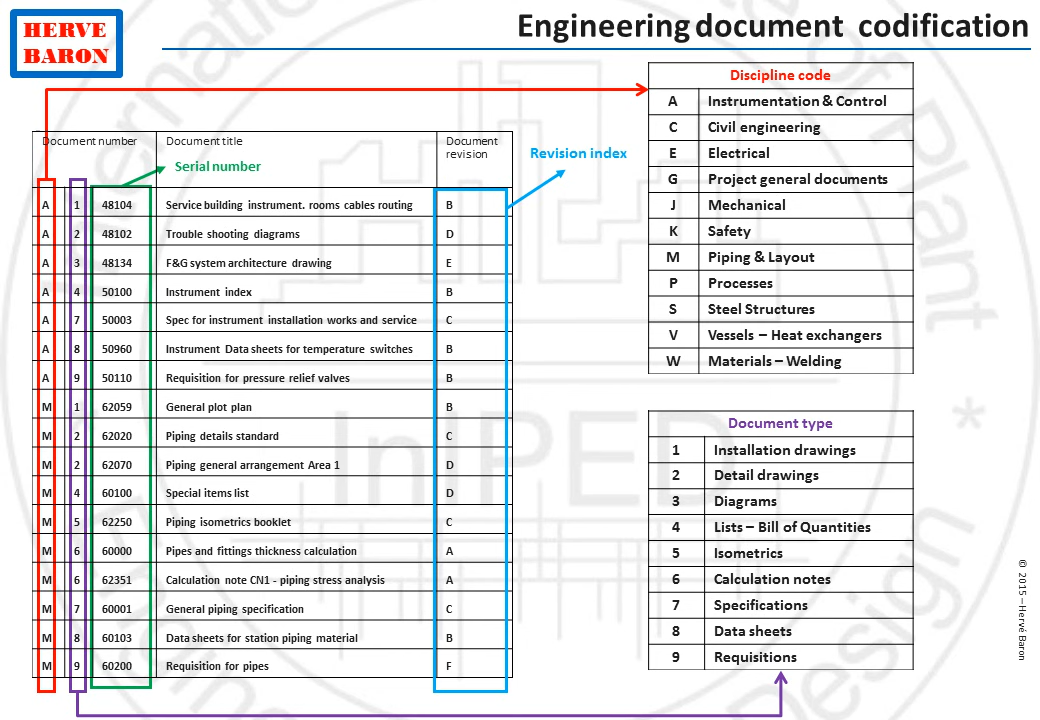 HERVE
BARON
Engineering document codification
Document number Document title Document
revision
Serial number
Revision index
A 1 48104 Service building instrument. rooms cables routing B
A 2 48102 Trouble shooting diagrams D
A 3 48134 F&G system architecture drawing E
A 4 50100 Instrument index B
A 7 50003 Spec for instrument installation works and service C
A 8 50960 Instrument Data sheets for temperature switches B
A 9 50110 Requisition for pressure relief valves B
M 1 62059 General plot plan B
M 2 62020 Piping details standard C
M 2 62070 Piping general arrangement Area 1 D
M 4 60100 Special items list D
M 5 62250 Piping isometrics booklet C
M 6 60000 Pipes and fittings thickness calculation A
M 6 62351 Calculation note CN1 - piping stress analysis A
M 7 60001 General piping specification C
M 8 60103 Data sheets for station piping material B
M 9 60200 Requisition for pipes F
Discipline code
A Instrumentation & Control
C Civil engineering
E Electrical
G Project general documents
J Mechanical
K Safety
M Piping & Layout
P Processes
S Steel Structures
V Vessels – Heat exchangers
W Materials – Welding
Document type
1 Installation drawings
2 Detail drawings
3 Diagrams
4 Lists – Bill of Quantities
5 Isometrics
6 Calculation notes
7 Specifications
8 Data sheets
9 Requisitions
© 2015 – Hervé Baron
InIPED
of Plant
Design